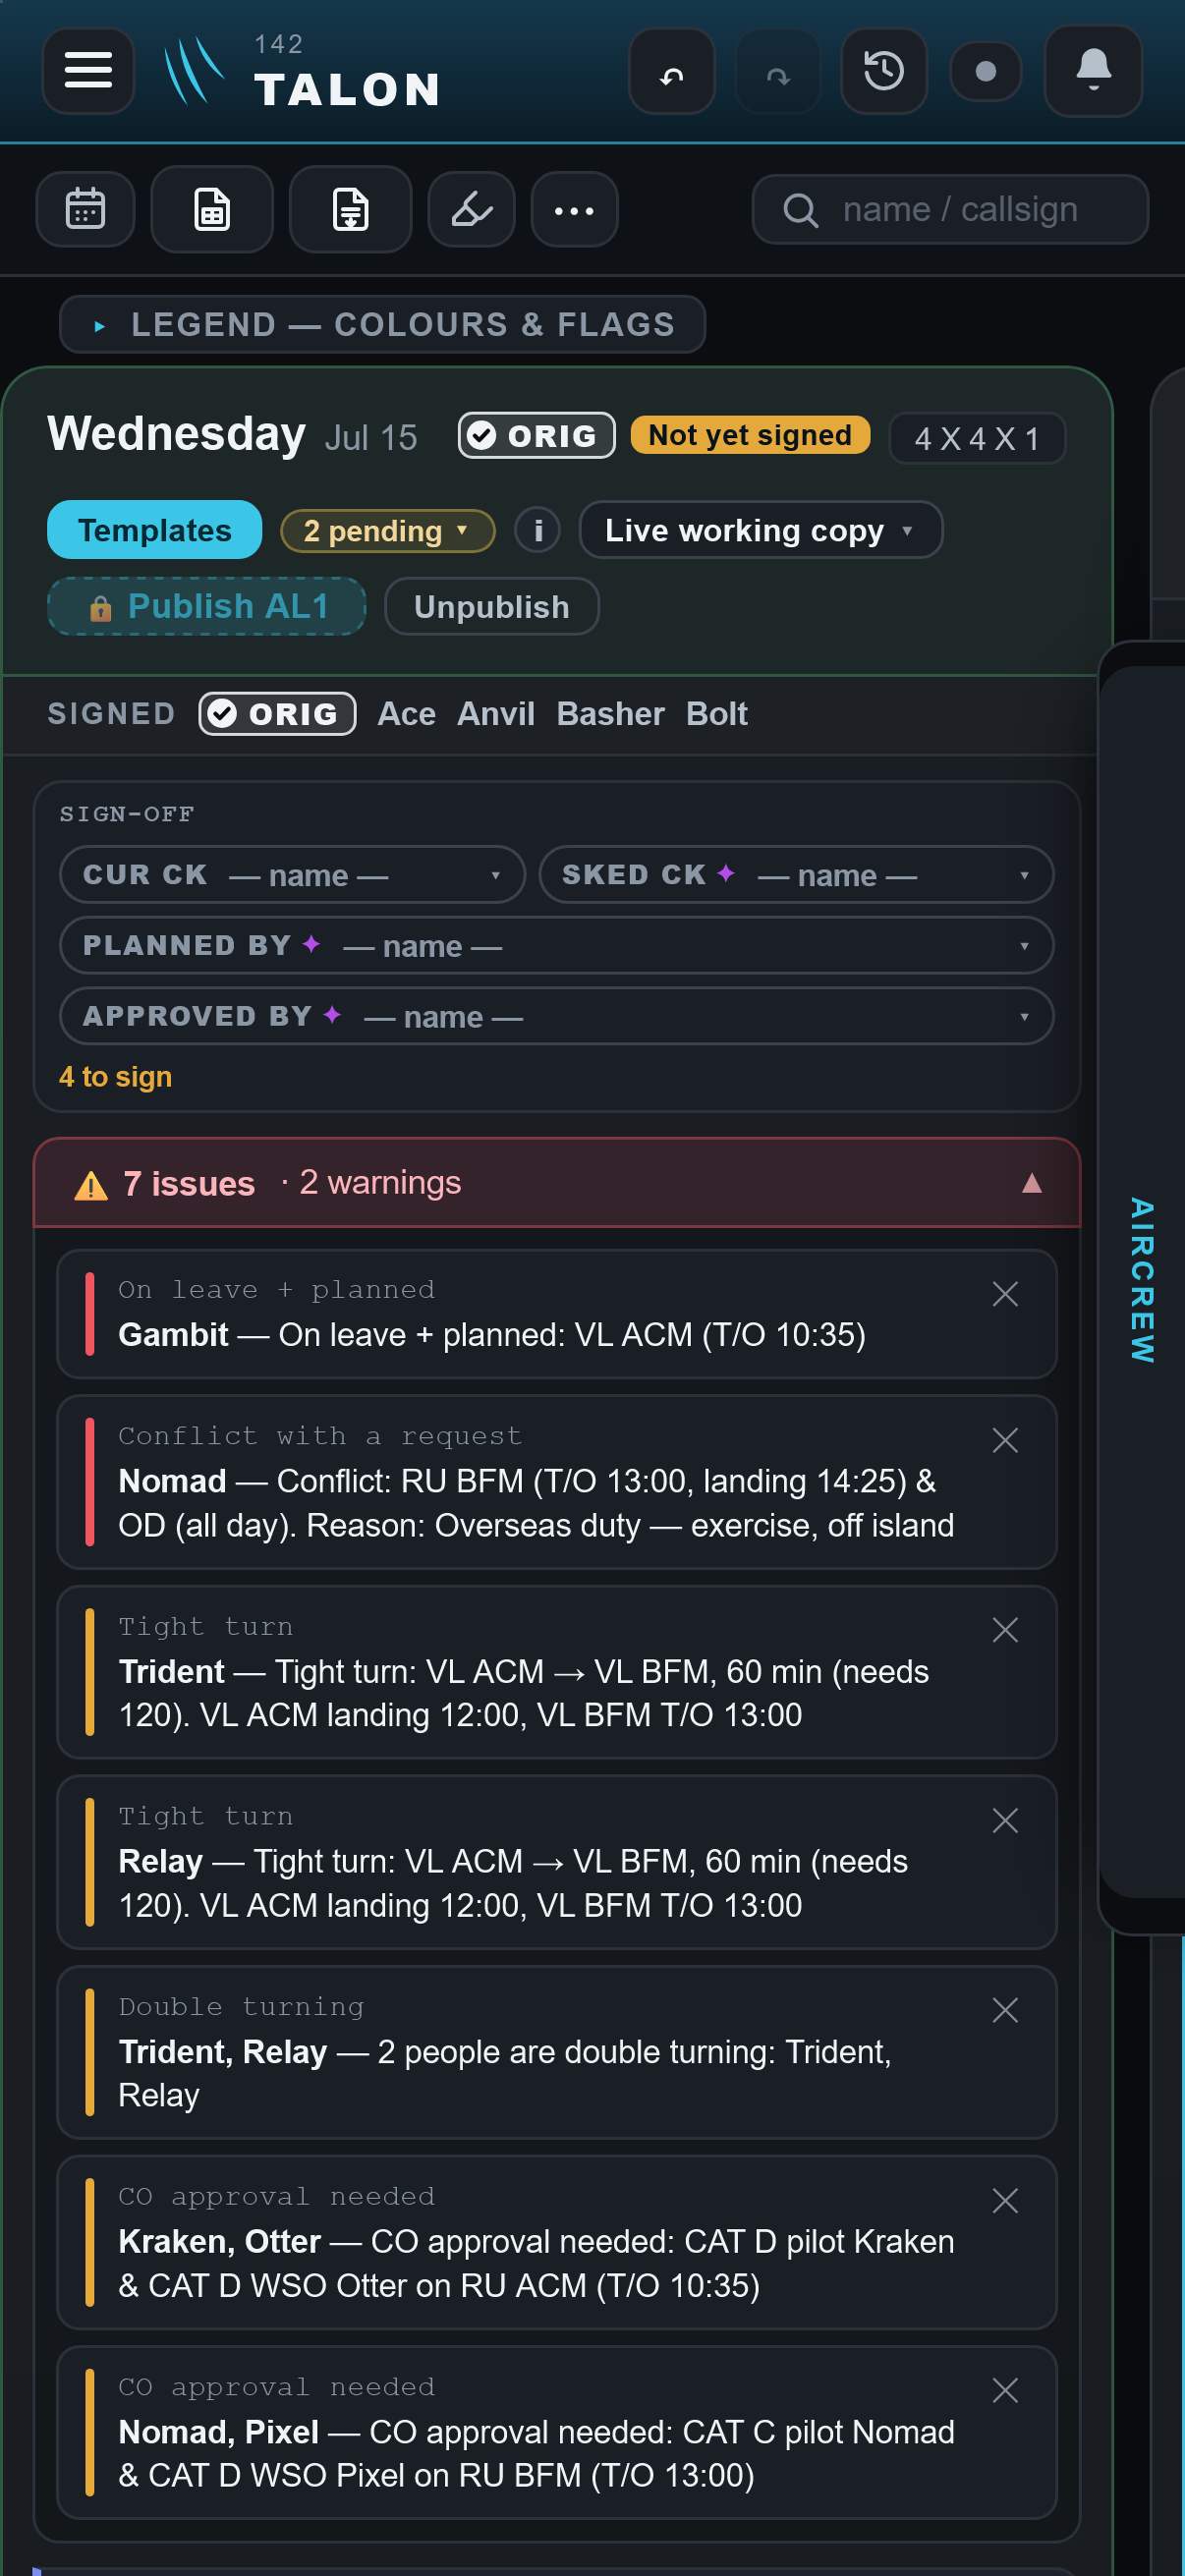 142
TALON
name / callsign
LEGEND — COLOURS & FLAGS
Wednesday Jul 15 ORIG Not yet signed 4 X 4 X 1
Templates 2 pending i Live working copy
Publish AL1 Unpublish
SIGNED ORIG Ace Anvil Basher Bolt
SIGN-OFF
CUR CK — name — SKED CK — name —
PLANNED BY — name —
APPROVED BY — name —
4 to sign
7 issues · 2 warnings
On leave + planned
Gambit — On leave + planned: VL ACM (T/O 10:35)
Conflict with a request
Nomad — Conflict: RU BFM (T/O 13:00, landing 14:25) &
OD (all day). Reason: Overseas duty — exercise, off island
Tight turn
Trident — Tight turn: VL ACM → VL BFM, 60 min (needs
120). VL ACM landing 12:00, VL BFM T/O 13:00
Tight turn
Relay — Tight turn: VL ACM → VL BFM, 60 min (needs
120). VL ACM landing 12:00, VL BFM T/O 13:00
Double turning
Trident, Relay — 2 people are double turning: Trident,
Relay
CO approval needed
Kraken, Otter — CO approval needed: CAT D pilot Kraken
& CAT D WSO Otter on RU ACM (T/O 10:35)
CO approval needed
Nomad, Pixel — CO approval needed: CAT C pilot Nomad
& CAT D WSO Pixel on RU BFM (T/O 13:00)
AIRCREW